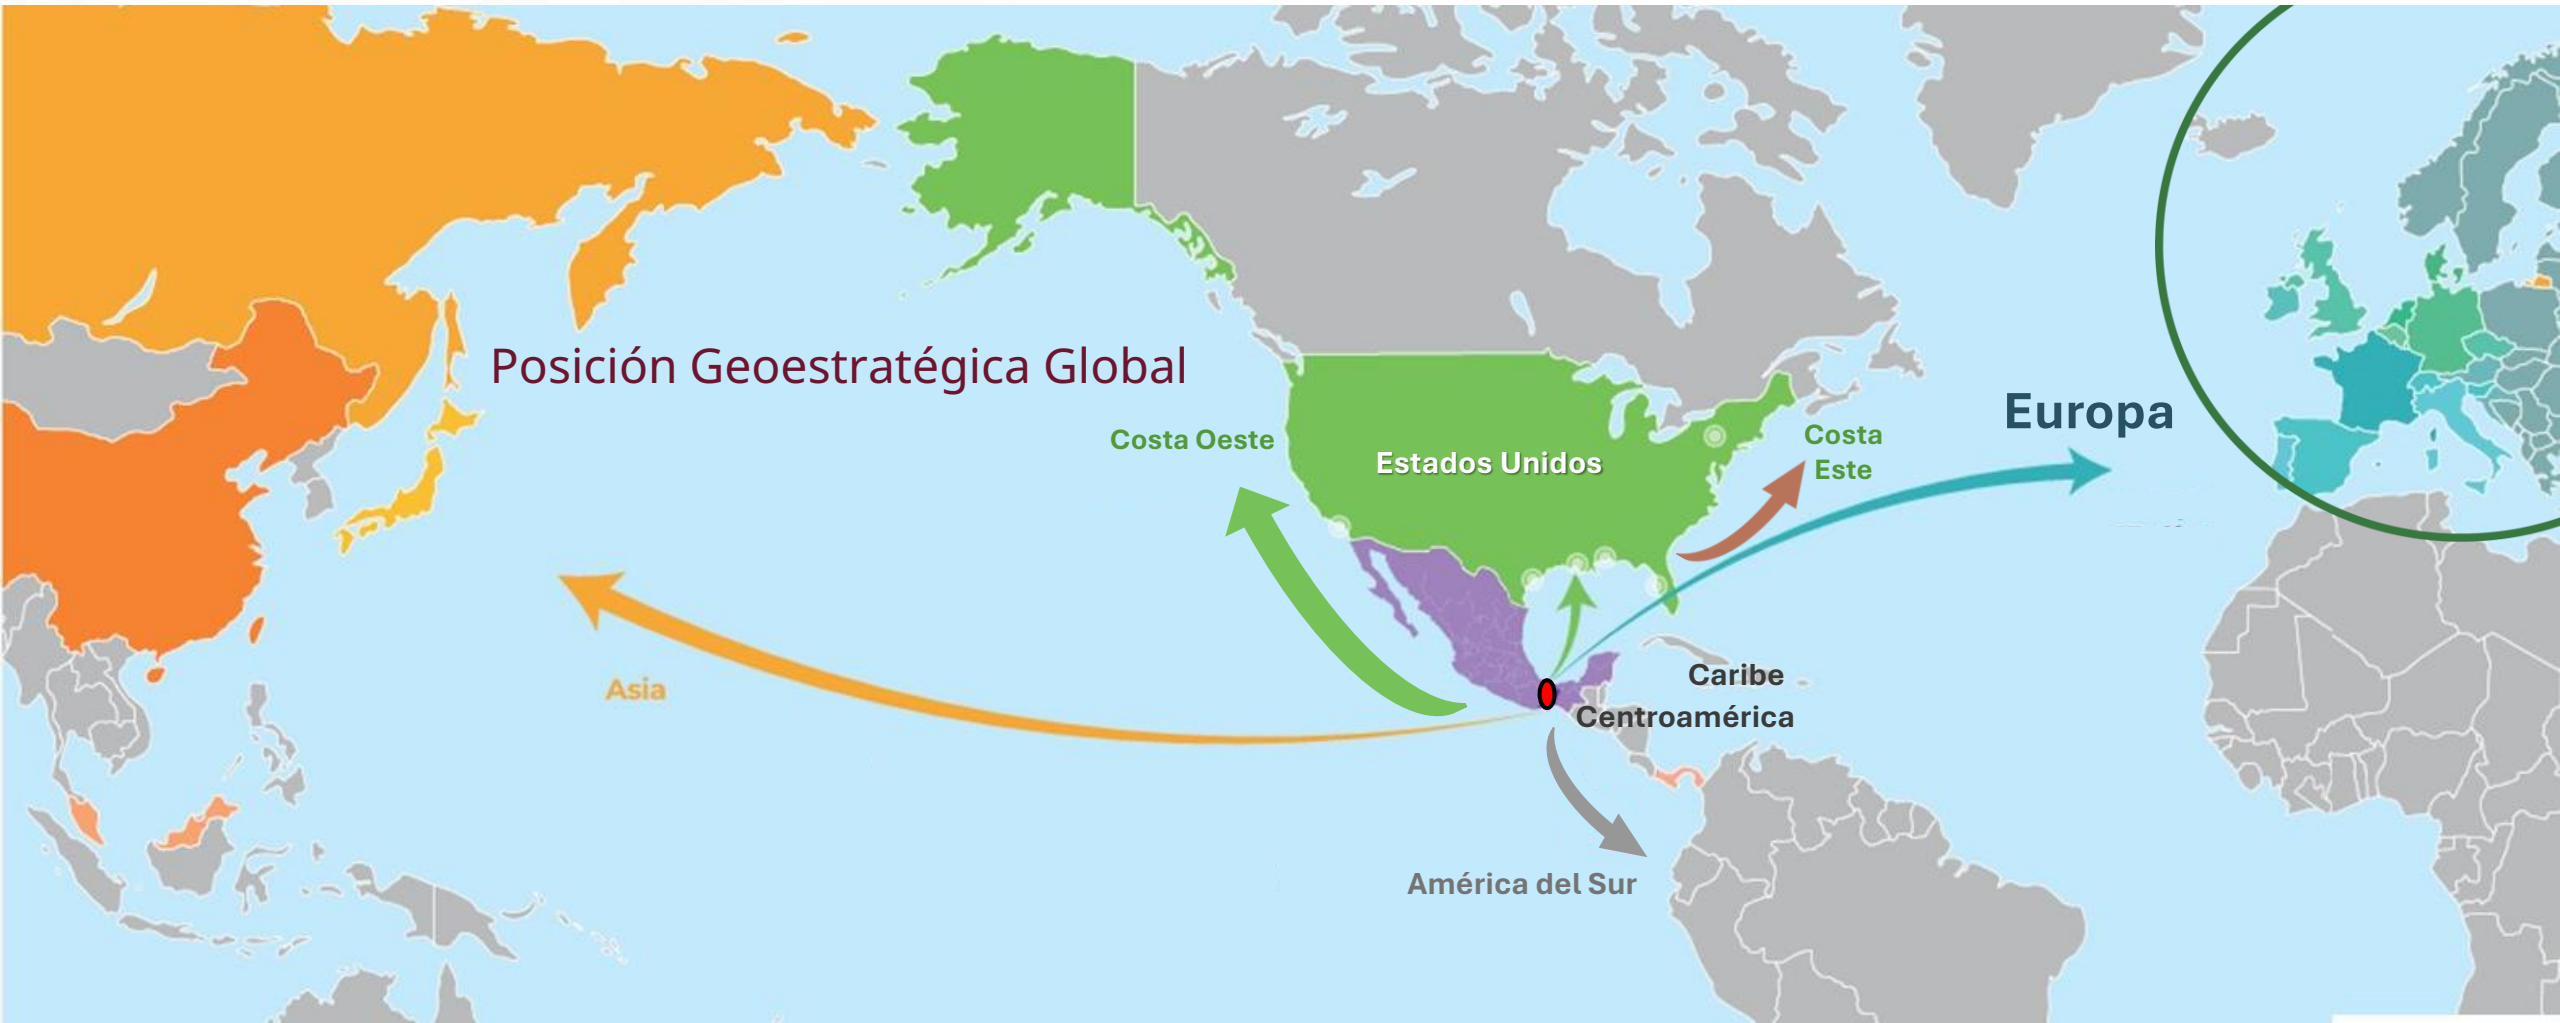 Posición Geoestratégica Global
Costa Oeste
Estados Unidos
Costa
Este
Europa
Asia
Caribe
Centroamérica
América del Sur